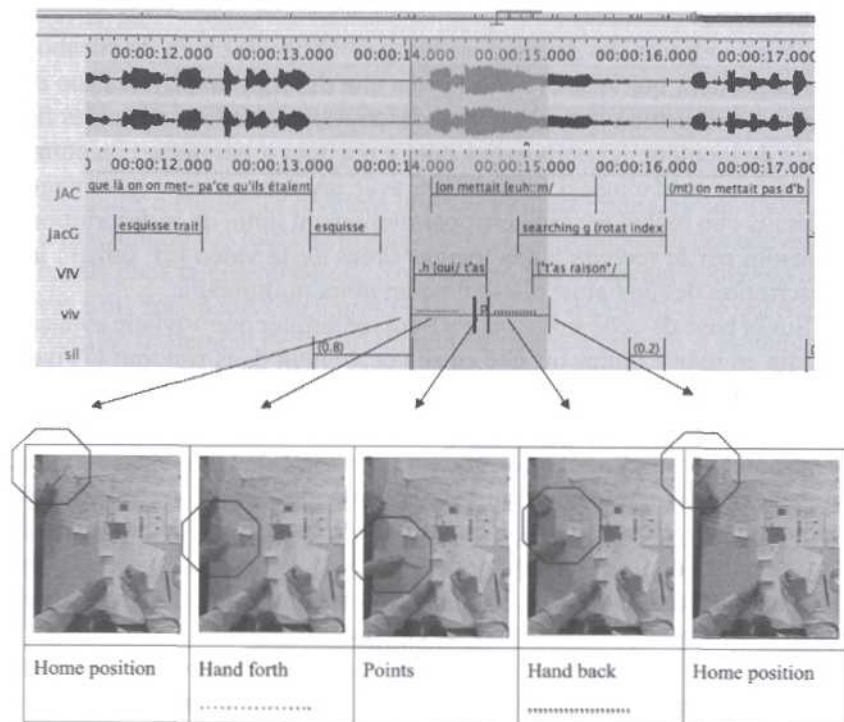 00:00:12.000 00:00:13.000 00:00:14.000 00:00:15.000 00:00:16.000 00:00:17.000
00:00:12.000 00:00:13.000 00:00:14.000 00:00:15.000 00:00:16.000 00:00:17.000
JAC que là on on met- pa'ce qu'ils étaient [on mettait [euh::m/ (mt) on mettait pas d'b
JacG esquisse trait esquisse searching g (rotat index
VIV .h [oui/ t'as ["t'as raison"/
viv .................... p ,,,,,,,,,,,,,,,,,,,,
sil (0.8) (0.2)
Home position Hand forth Points Hand back Home position
.................... ,,,,,,,,,,,,,,,,,,,,